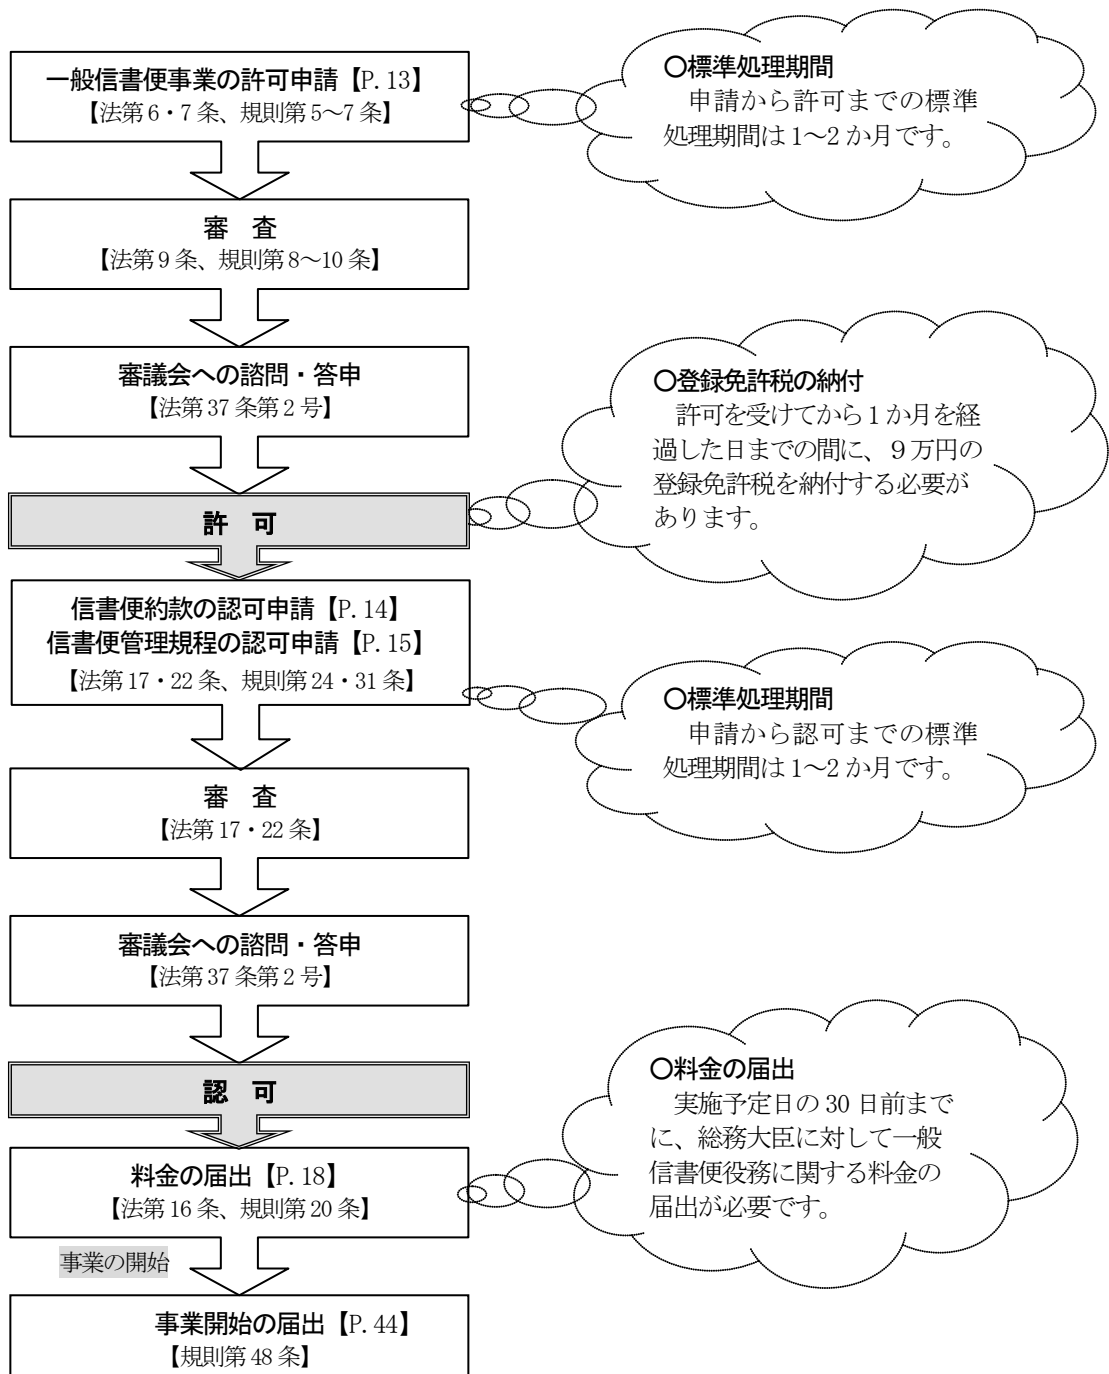 一般信書便事業の許可申請【P. 13】
【法第6・7条、規則第5～7条】
○標準処理期間
申請から許可までの標準
処理期間は1～2か月です。
審　査
【法第9条、規則第8～10条】
審議会への諮問・答申
【法第37条第2号】
○登録免許税の納付
許可を受けてから1か月を経
過した日までの間に、９万円の
登録免許税を納付する必要が
あります。
許　可
信書便約款の認可申請【P. 14】
信書便管理規程の認可申請【P. 15】
【法第17・22条、規則第24・31条】
○標準処理期間
申請から認可までの標準
処理期間は1～2か月です。
審　査
【法第17・22条】
審議会への諮問・答申
【法第37条第2号】
認　可
○料金の届出
実施予定日の30日前まで
に、総務大臣に対して一般
信書便役務に関する料金の
届出が必要です。
料金の届出【P. 18】
【法第16条、規則第20条】
事業の開始
事業開始の届出【P. 44】
【規則第48条】